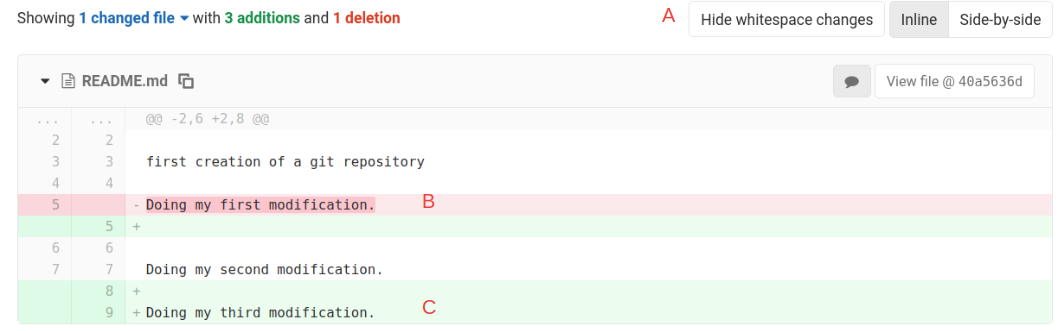 Showing 1 changed file with 3 additions and 1 deletion A Hide whitespace changes Inline Side-by-side
README.md View file @ 40a5636d
... ... @@ -2,6 +2,8 @@
2 2
3 3 first creation of a git repository
4 4
5 - Doing my first modification. B
5 +
6 6
7 7 Doing my second modification.
8 +
9 + Doing my third modification. C